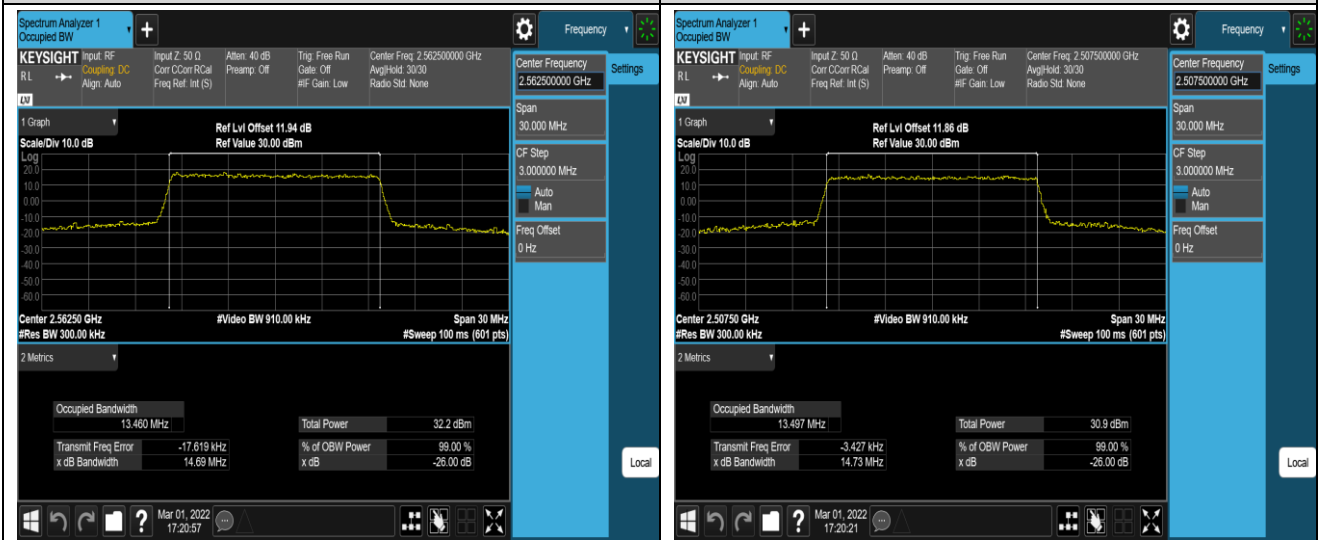 Spectrum Analyzer 1
Occupied BW
+
Frequency
KEYSIGHT Input: RF Input Z: 50 Ω Atten: 40 dB Trig: Free Run Center Freq: 2.562500000 GHz
RL Coupling: DC Corr CCorr RCal Preamp: Off Gate: Off Avg|Hold: 30/30
Align: Auto Freq Ref: Int (S) #IF Gain: Low Radio Std: None
LXI
Center Frequency
2.562500000 GHz
Settings
Span
30.000 MHz
CF Step
3.000000 MHz
Auto
Man
Freq Offset
0 Hz
Local
1 Graph
Ref Lvl Offset 11.94 dB
Scale/Div 10.0 dB Ref Value 30.00 dBm
Log
20.0
10.0
0.00
-10.0
-20.0
-30.0
-40.0
-50.0
-60.0
Center 2.56250 GHz #Video BW 910.00 kHz Span 30 MHz
#Res BW 300.00 kHz #Sweep 100 ms (601 pts)
2 Metrics
Occupied Bandwidth
13.460 MHz Total Power 32.2 dBm
Transmit Freq Error -17.619 kHz % of OBW Power 99.00 %
x dB Bandwidth 14.69 MHz x dB -26.00 dB
? Mar 01, 2022
17:20:57
Spectrum Analyzer 1
Occupied BW
+
Frequency
KEYSIGHT Input: RF Input Z: 50 Ω Atten: 40 dB Trig: Free Run Center Freq: 2.507500000 GHz
RL Coupling: DC Corr CCorr RCal Preamp: Off Gate: Off Avg|Hold: 30/30
Align: Auto Freq Ref: Int (S) #IF Gain: Low Radio Std: None
LXI
Center Frequency
2.507500000 GHz
Settings
Span
30.000 MHz
CF Step
3.000000 MHz
Auto
Man
Freq Offset
0 Hz
Local
1 Graph
Ref Lvl Offset 11.86 dB
Scale/Div 10.0 dB Ref Value 30.00 dBm
Log
20.0
10.0
0.00
-10.0
-20.0
-30.0
-40.0
-50.0
-60.0
Center 2.50750 GHz #Video BW 910.00 kHz Span 30 MHz
#Res BW 300.00 kHz #Sweep 100 ms (601 pts)
2 Metrics
Occupied Bandwidth
13.497 MHz Total Power 30.9 dBm
Transmit Freq Error -3.427 kHz % of OBW Power 99.00 %
x dB Bandwidth 14.73 MHz x dB -26.00 dB
? Mar 01, 2022
17:20:21